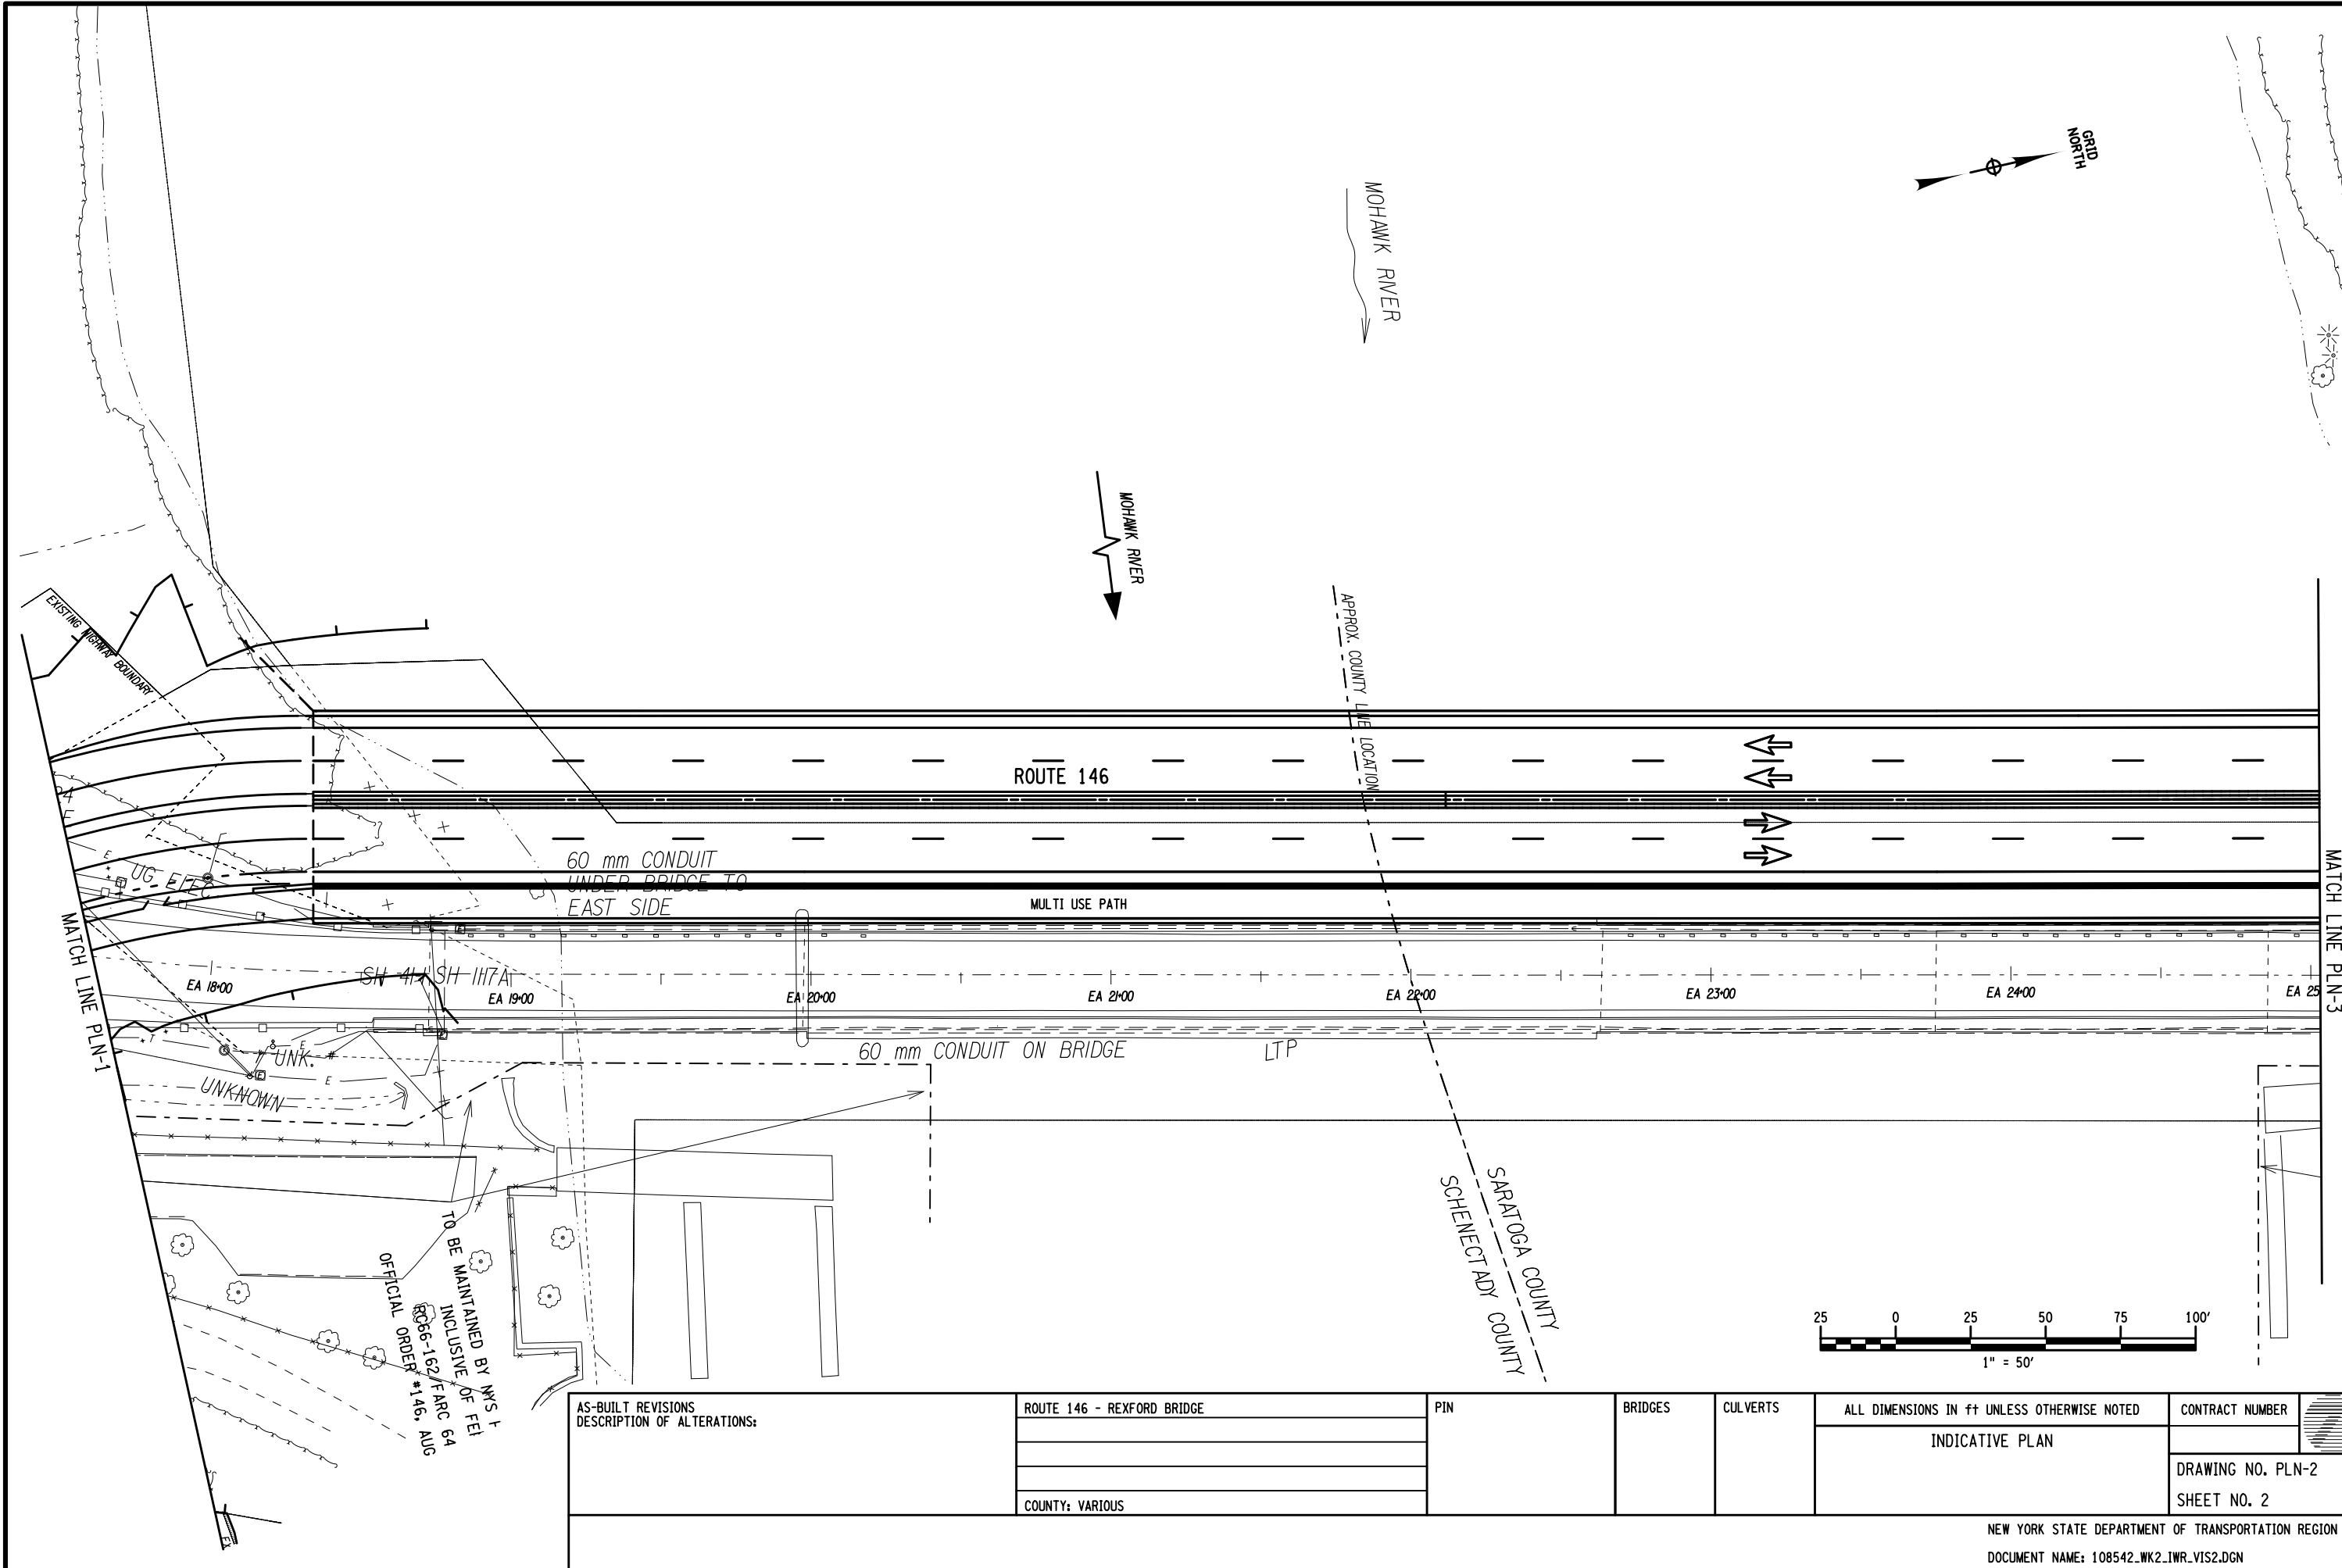 GRID
NORTH
MOHAWK RIVER
MOHAWK RIVER
EXISTING HIGHWAY BOUNDARY
APPROX. COUNTY LINE LOCATION
ROUTE 146
60 mm CONDUIT
UNDER BRIDGE TO
EAST SIDE
UG ELEC
E
MULTI USE PATH
MATCH LINE PLN-1
MATCH LINE PLN-3
SH 41, SH 1117A
EA 18+00
EA 19+00
EA 20+00
EA 21+00
EA 22+00
EA 23+00
EA 24+00
EA 25
60 mm CONDUIT ON BRIDGE
LTP
T
E
UNK. #
E
E
UNKNOWN
SARATOGA COUNTY
SCHENECTADY COUNTY
TO BE MAINTAINED BY NYS
INCLUSIVE OF
RC66-162/FARC 64
OFFICIAL ORDER #146, AUG
25 0 25 50 75 100'
1" = 50'
EX
AS-BUILT REVISIONS
DESCRIPTION OF ALTERATIONS:
ROUTE 146 - REXFORD BRIDGE
COUNTY: VARIOUS
PIN
BRIDGES
CULVERTS
ALL DIMENSIONS IN ft UNLESS OTHERWISE NOTED
INDICATIVE PLAN
CONTRACT NUMBER
DRAWING NO. PLN-2
SHEET NO. 2
NEW YORK STATE DEPARTMENT OF TRANSPORTATION REGION
DOCUMENT NAME: 108542_WK2_IWR_VIS2.DGN